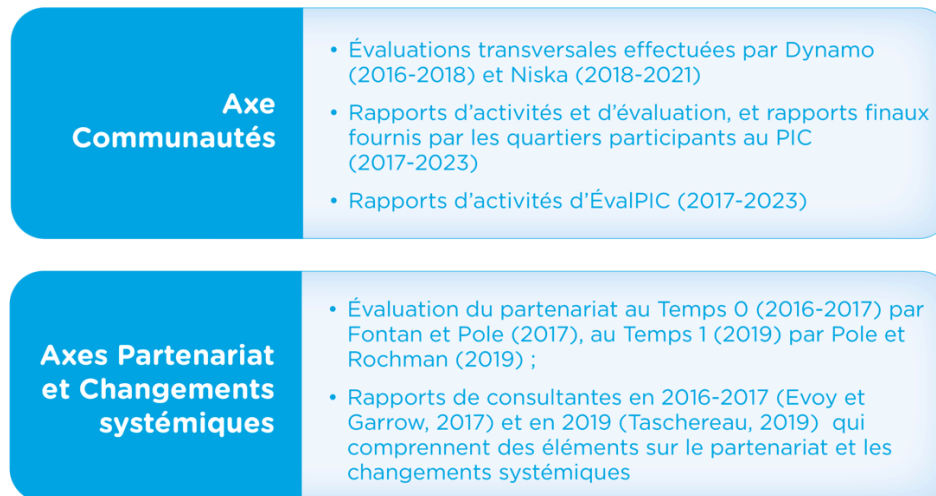 Axe
Communautés
• Évaluations transversales effectuées par Dynamo
(2016-2018) et Niska (2018-2021)
• Rapports d’activités et d’évaluation, et rapports finaux
fournis par les quartiers participants au PIC
(2017-2023)
• Rapports d’activités d’ÉvalPIC (2017-2023)
Axes Partenariat
et Changements
systémiques
• Évaluation du partenariat au Temps 0 (2016-2017) par
Fontan et Pole (2017), au Temps 1 (2019) par Pole et
Rochman (2019) ;
• Rapports de consultantes en 2016-2017 (Evoy et
Garrow, 2017) et en 2019 (Taschereau, 2019) qui
comprennent des éléments sur le partenariat et les
changements systémiques